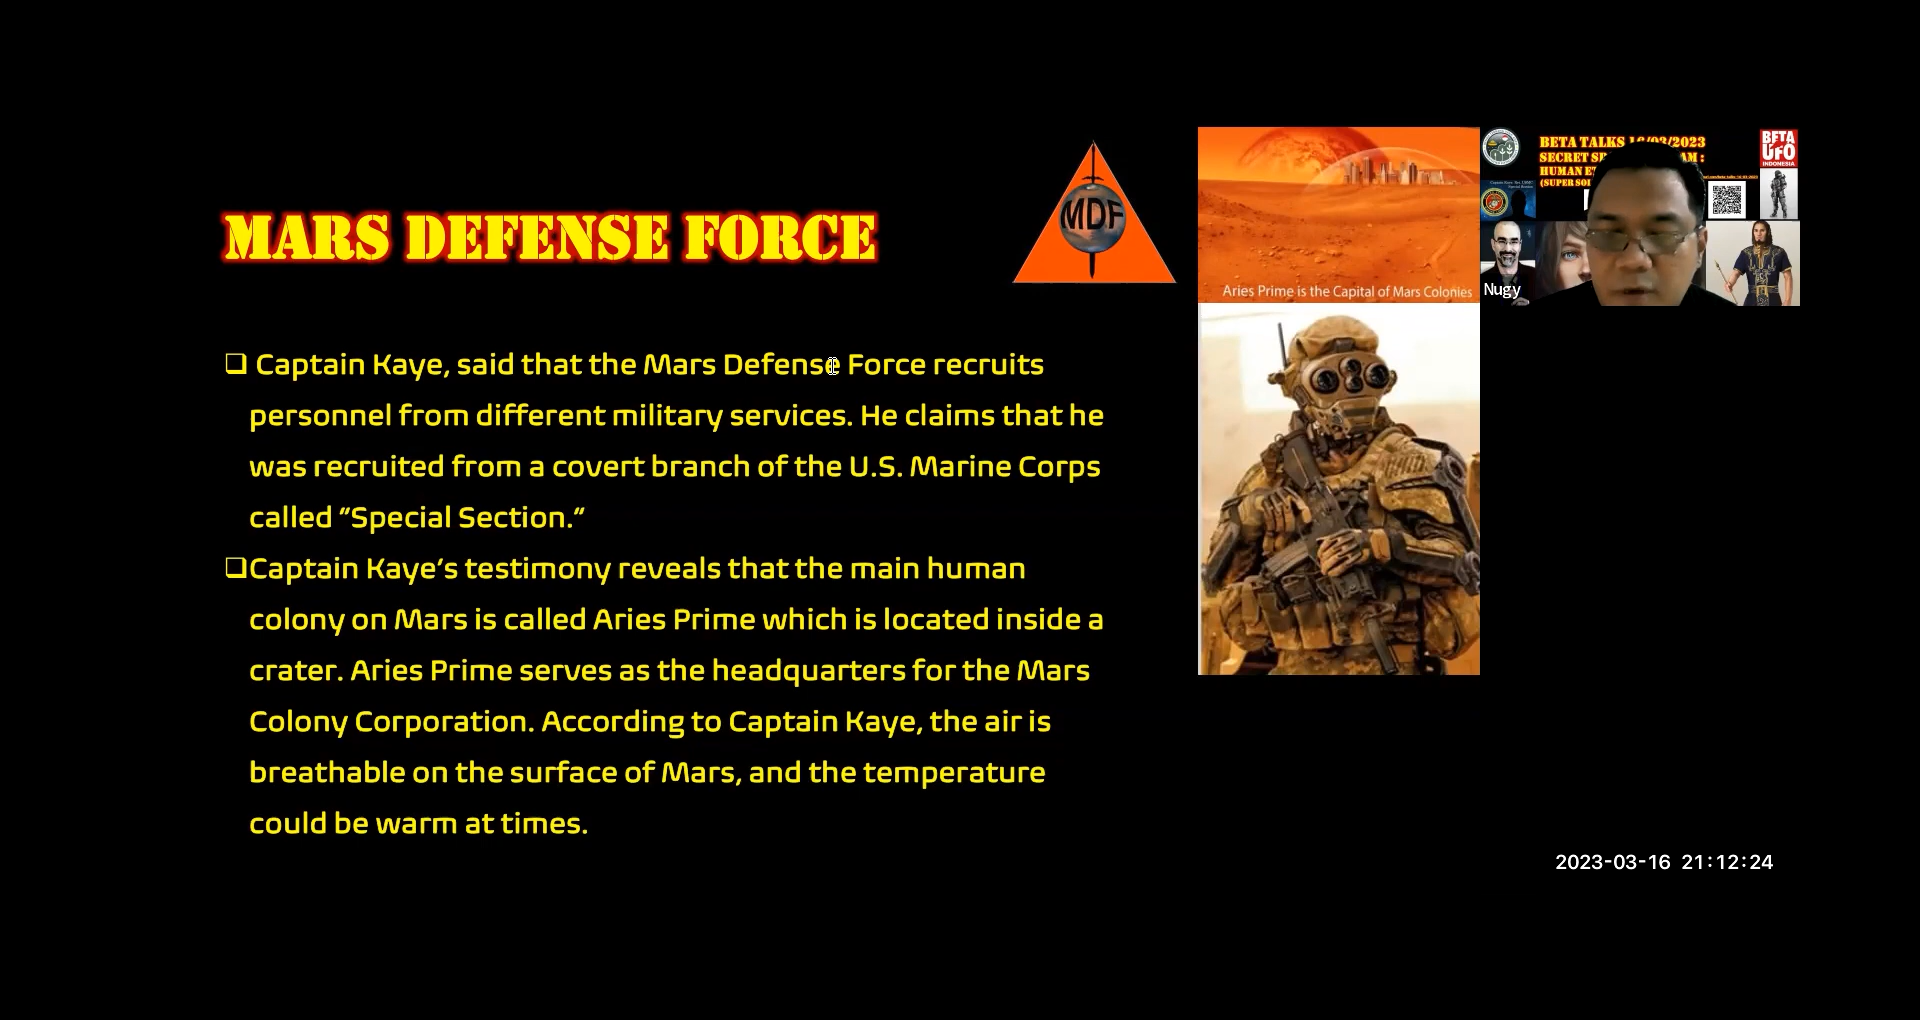 MARS DEFENSE FORCE
MDF
❑ Captain Kaye, said that the Mars Defense Force recruits
personnel from different military services. He claims that he
was recruited from a covert branch of the U.S. Marine Corps
called “Special Section.”
❑Captain Kaye’s testimony reveals that the main human
colony on Mars is called Aries Prime which is located inside a
crater. Aries Prime serves as the headquarters for the Mars
Colony Corporation. According to Captain Kaye, the air is
breathable on the surface of Mars, and the temperature
could be warm at times.
Aries Prime is the Capital of Mars Colonies
BETA TALKS 16/03/2023
SECRET
HUMAN
(SUPER
BETA
UFO
INDONESIA
Nugy
2023-03-16 21:12:24